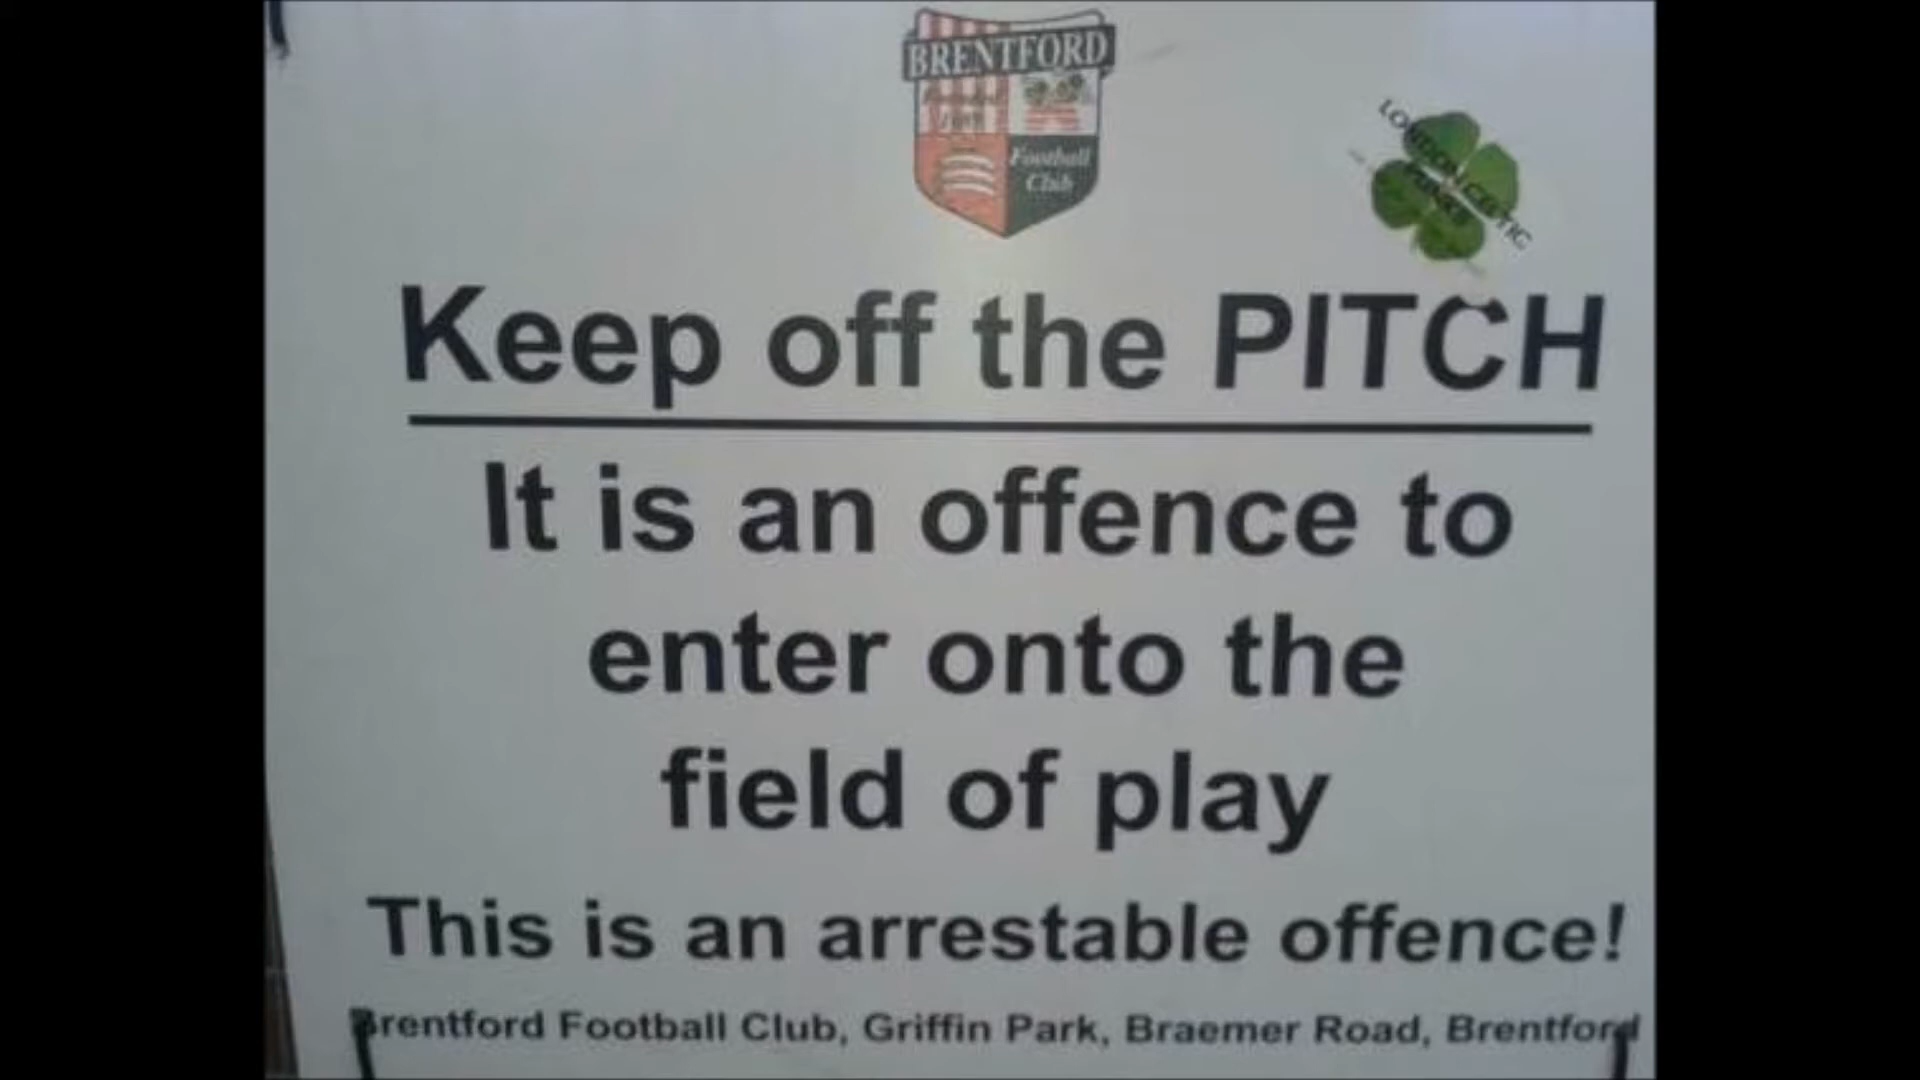 BRENTFORD
Football
Club
LONDON CELTIC
PUNKS
Keep off the PITCH
It is an offence to
enter onto the
field of play
This is an arrestable offence!
Brentford Football Club, Griffin Park, Braemer Road, Brentford